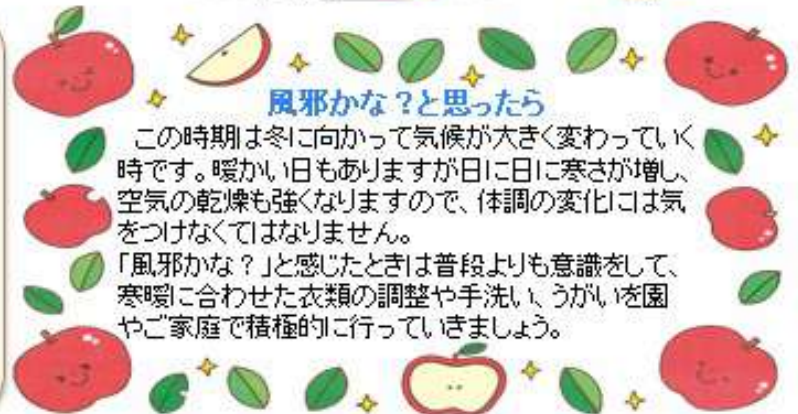 風邪かな？と思ったら
この時期は冬に向かって気候が大きく変わっていく
時です。暖かい日もありますが日に日に寒さが増し、
空気の乾燥も強くなりますので、体調の変化には気
をつけなくてはなりません。
「風邪かな？」と感じたときは普段よりも意識をして、
寒暖に合わせた衣類の調整や手洗い、うがいを園
やご家庭で積極的に行っていきましょう。